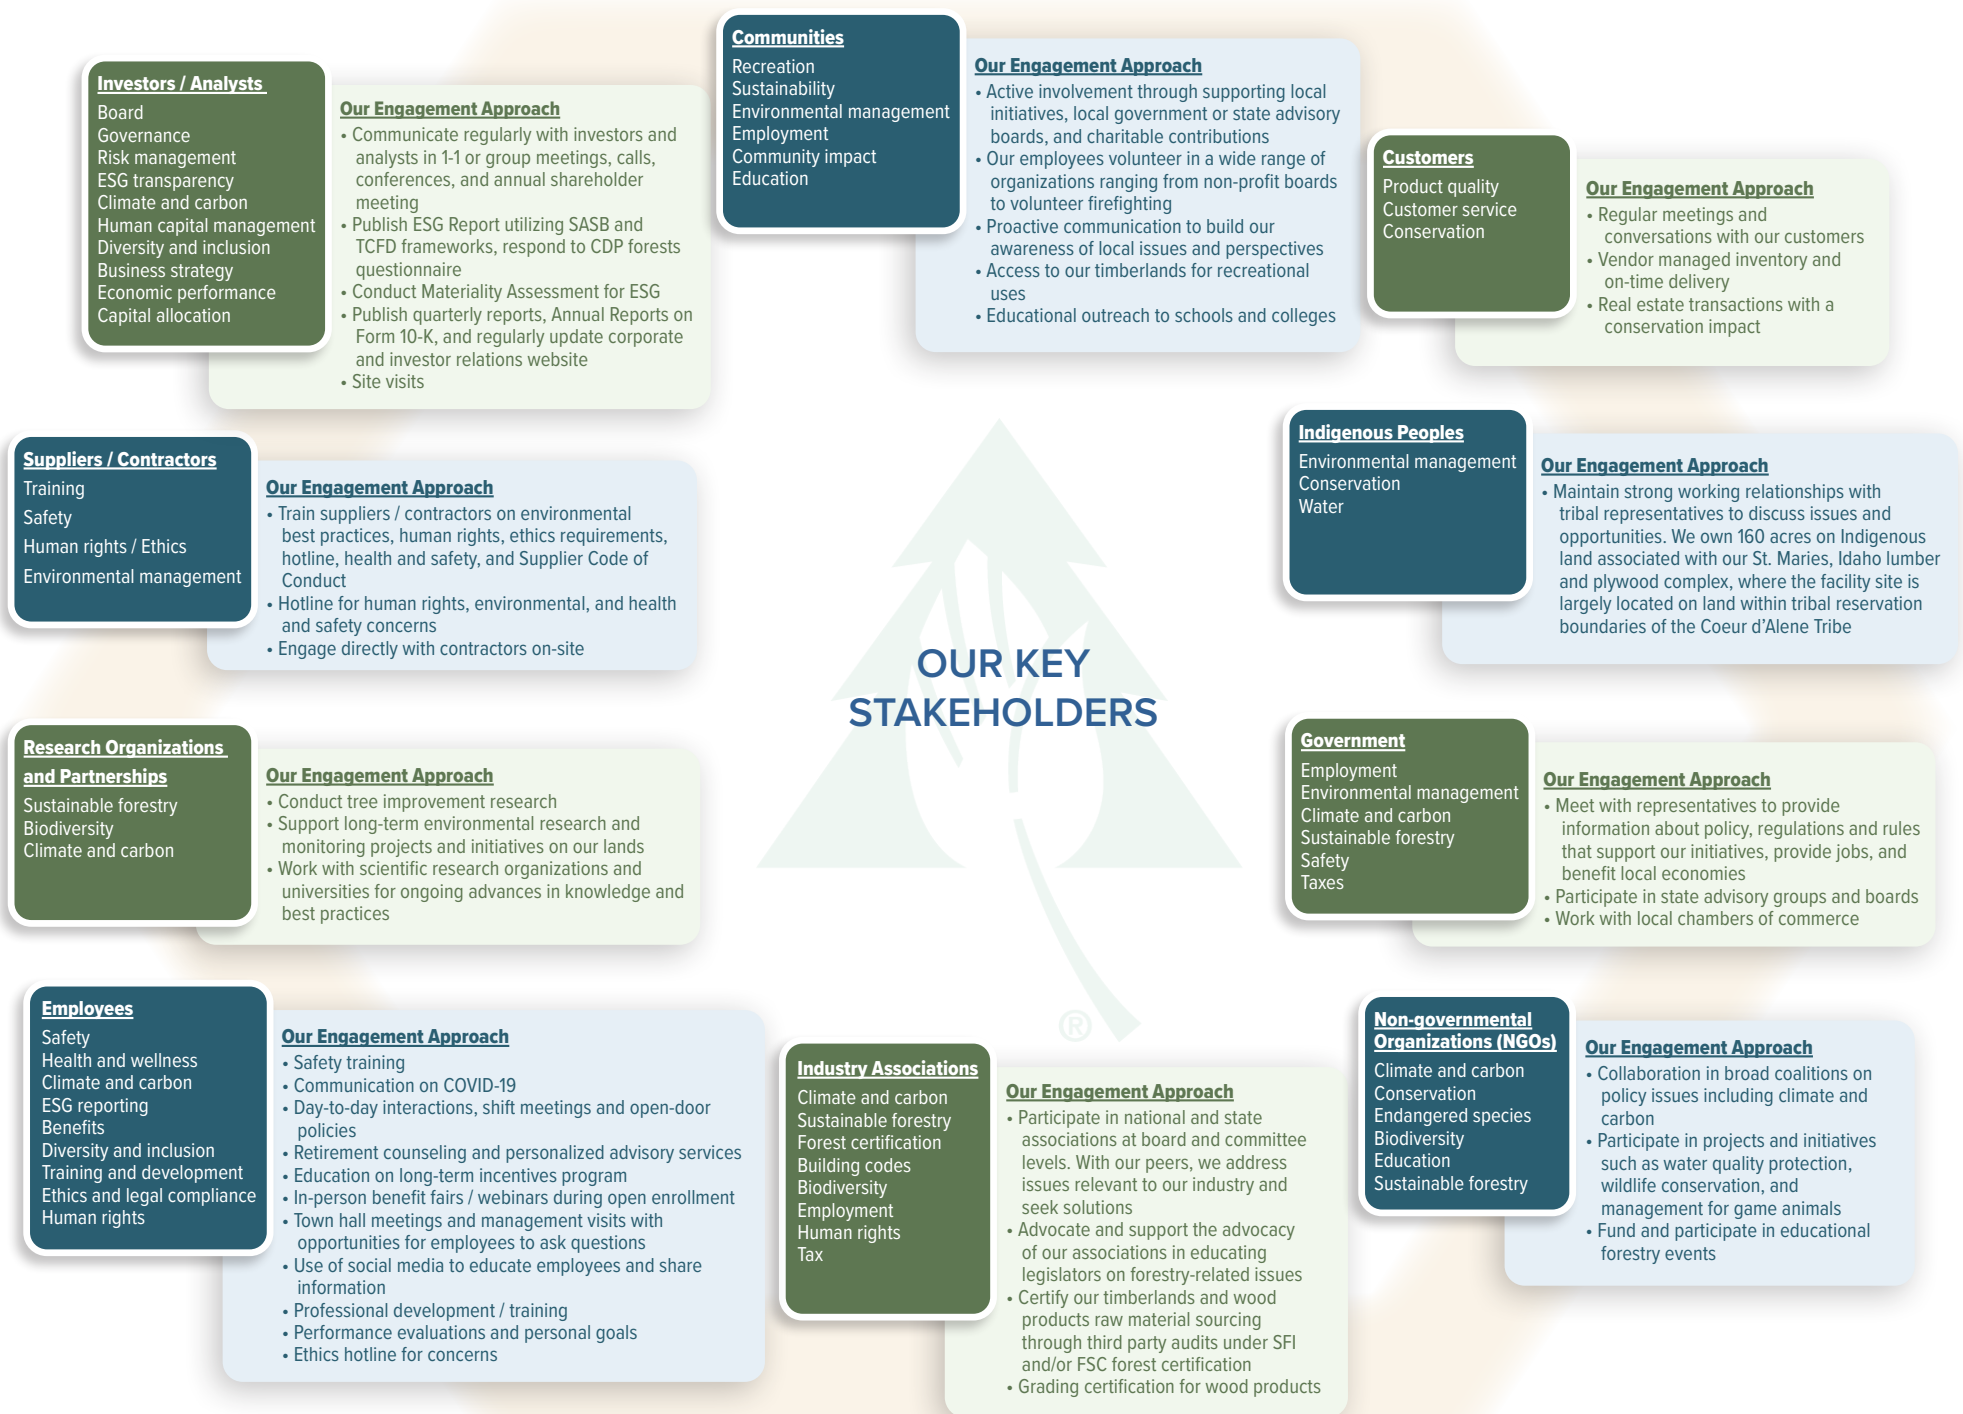 Investors / Analysts
Board
Governance
Risk management
ESG transparency
Climate and carbon
Human capital management
Diversity and inclusion
Business strategy
Economic performance
Capital allocation
Our Engagement Approach
• Communicate regularly with investors and
analysts in 1-1 or group meetings, calls,
conferences, and annual shareholder
meeting
• Publish ESG Report utilizing SASB and
TCFD frameworks, respond to CDP forests
questionnaire
• Conduct Materiality Assessment for ESG
• Publish quarterly reports, Annual Reports on
Form 10-K, and regularly update corporate
and investor relations website
• Site visits
Communities
Recreation
Sustainability
Environmental management
Employment
Community impact
Education
Our Engagement Approach
• Active involvement through supporting local
initiatives, local government or state advisory
boards, and charitable contributions
• Our employees volunteer in a wide range of
organizations ranging from non-profit boards
to volunteer firefighting
• Proactive communication to build our
awareness of local issues and perspectives
• Access to our timberlands for recreational
uses
• Educational outreach to schools and colleges
Customers
Product quality
Customer service
Conservation
Our Engagement Approach
• Regular meetings and
conversations with our customers
• Vendor managed inventory and
on-time delivery
• Real estate transactions with a
conservation impact
Suppliers / Contractors
Training
Safety
Human rights / Ethics
Environmental management
Our Engagement Approach
• Train suppliers / contractors on environmental
best practices, human rights, ethics requirements,
hotline, health and safety, and Supplier Code of
Conduct
• Hotline for human rights, environmental, and health
and safety concerns
• Engage directly with contractors on-site
OUR KEY
STAKEHOLDERS
®
Indigenous Peoples
Environmental management
Conservation
Water
Our Engagement Approach
• Maintain strong working relationships with
tribal representatives to discuss issues and
opportunities. We own 160 acres on Indigenous
land associated with our St. Maries, Idaho lumber
and plywood complex, where the facility site is
largely located on land within tribal reservation
boundaries of the Coeur d'Alene Tribe
Research Organizations
and Partnerships
Sustainable forestry
Biodiversity
Climate and carbon
Our Engagement Approach
• Conduct tree improvement research
• Support long-term environmental research and
monitoring projects and initiatives on our lands
• Work with scientific research organizations and
universities for ongoing advances in knowledge and
best practices
Government
Employment
Environmental management
Climate and carbon
Sustainable forestry
Safety
Taxes
Our Engagement Approach
• Meet with representatives to provide
information about policy, regulations and rules
that support our initiatives, provide jobs, and
benefit local economies
• Participate in state advisory groups and boards
• Work with local chambers of commerce
Employees
Safety
Health and wellness
Climate and carbon
ESG reporting
Benefits
Diversity and inclusion
Training and development
Ethics and legal compliance
Human rights
Our Engagement Approach
• Safety training
• Communication on COVID-19
• Day-to-day interactions, shift meetings and open-door
policies
• Retirement counseling and personalized advisory services
• Education on long-term incentives program
• In-person benefit fairs / webinars during open enrollment
• Town hall meetings and management visits with
opportunities for employees to ask questions
• Use of social media to educate employees and share
information
• Professional development / training
• Performance evaluations and personal goals
• Ethics hotline for concerns
Industry Associations
Climate and carbon
Sustainable forestry
Forest certification
Building codes
Biodiversity
Employment
Human rights
Tax
Our Engagement Approach
• Participate in national and state
associations at board and committee
levels. With our peers, we address
issues relevant to our industry and
seek solutions
• Advocate and support the advocacy
of our associations in educating
legislators on forestry-related issues
• Certify our timberlands and wood
products raw material sourcing
through third party audits under SFI
and/or FSC forest certification
• Grading certification for wood products
Non-governmental
Organizations (NGOs)
Climate and carbon
Conservation
Endangered species
Biodiversity
Education
Sustainable forestry
Our Engagement Approach
• Collaboration in broad coalitions on
policy issues including climate and
carbon
• Participate in projects and initiatives
such as water quality protection,
wildlife conservation, and
management for game animals
• Fund and participate in educational
forestry events